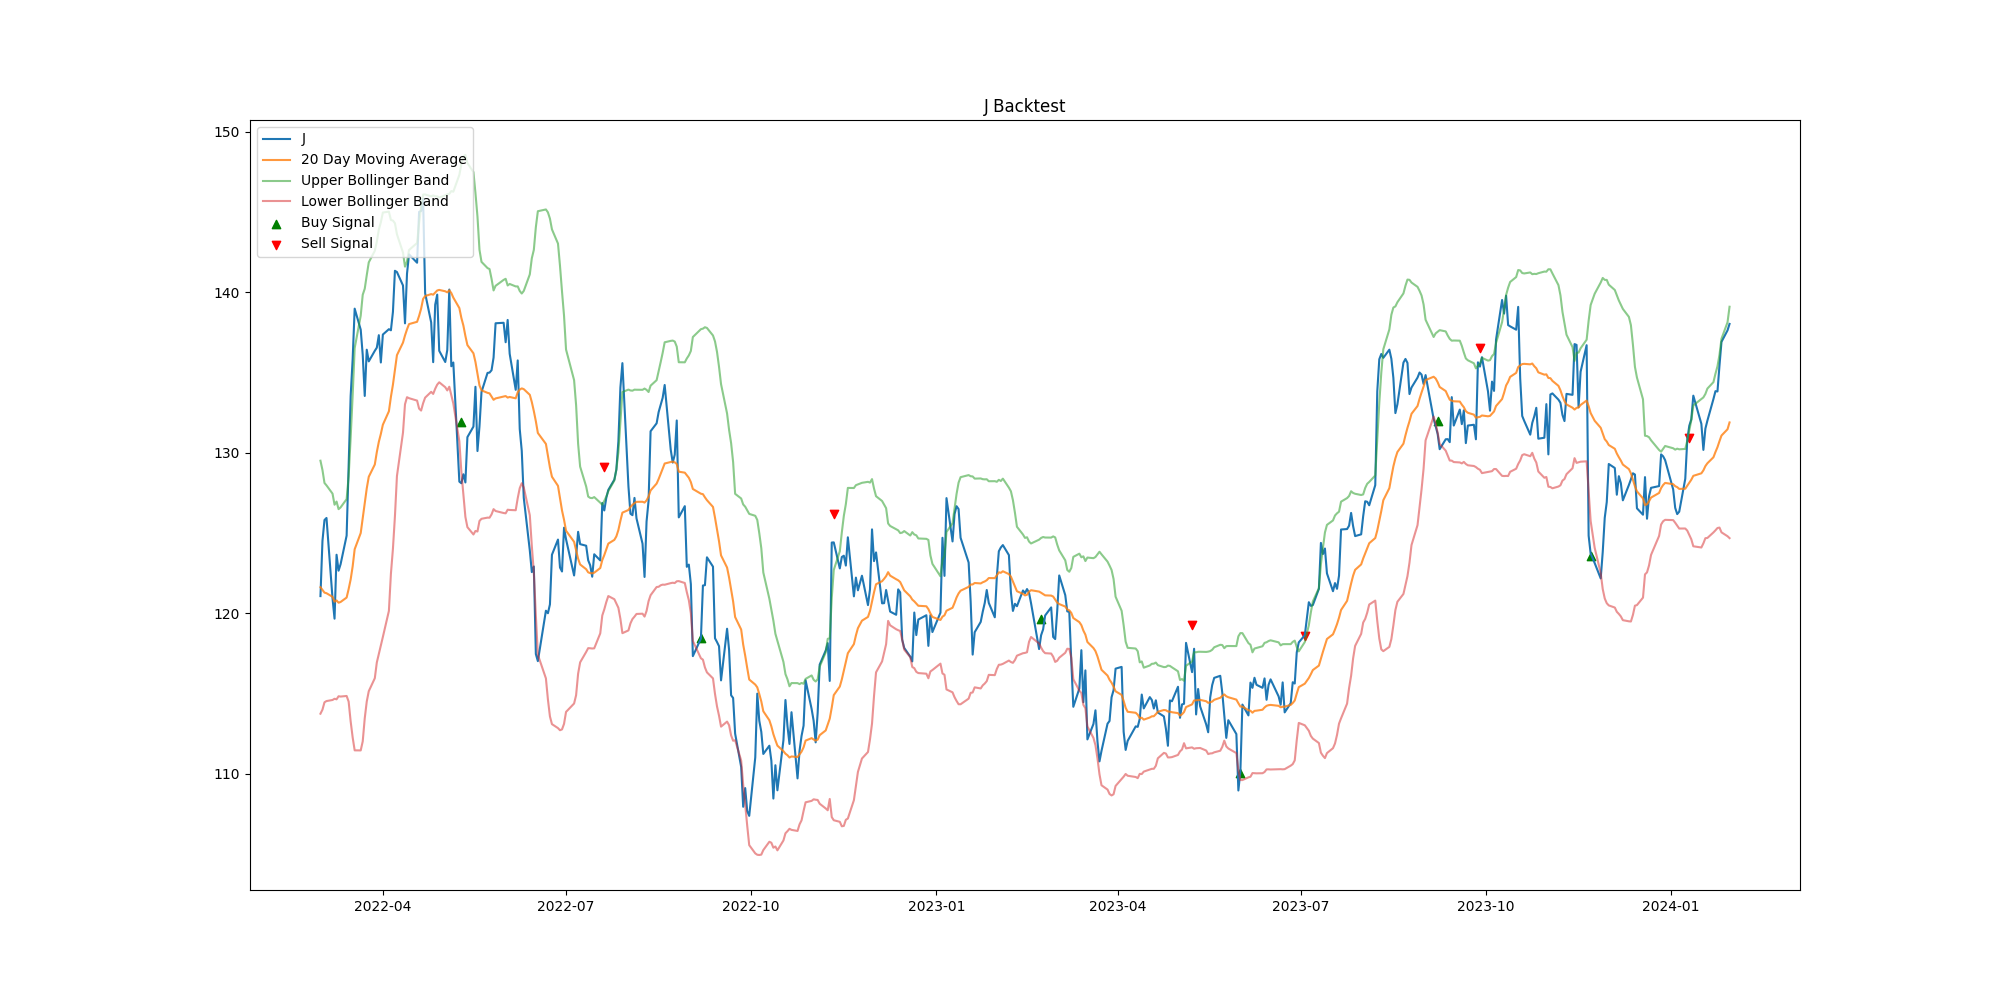 J Backtest
150
140
130
120
110
J
20 Day Moving Average
Upper Bollinger Band
Lower Bollinger Band
Buy Signal
Sell Signal
2022-04 2022-07 2022-10 2023-01 2023-04 2023-07 2023-10 2024-01